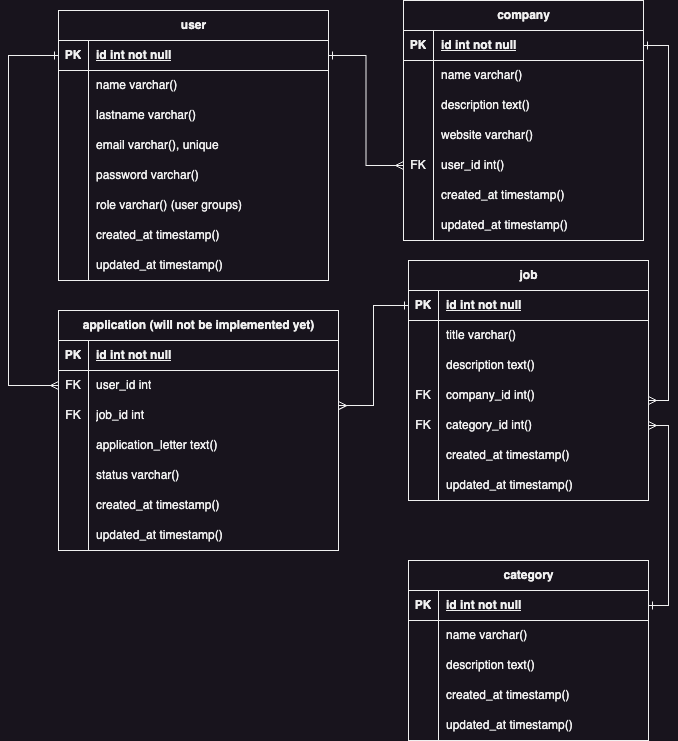 user
PK id int not null
name varchar()
lastname varchar()
email varchar(), unique
password varchar()
role varchar() (user groups)
created_at timestamp()
updated_at timestamp()
company
PK id int not null
name varchar()
description text()
website varchar()
FK user_id int()
created_at timestamp()
updated_at timestamp()
application (will not be implemented yet)
PK id int not null
FK user_id int
FK job_id int
application_letter text()
status varchar()
created_at timestamp()
updated_at timestamp()
job
PK id int not null
title varchar()
description text()
FK company_id int()
FK category_id int()
created_at timestamp()
updated_at timestamp()
category
PK id int not null
name varchar()
description text()
created_at timestamp()
updated_at timestamp()